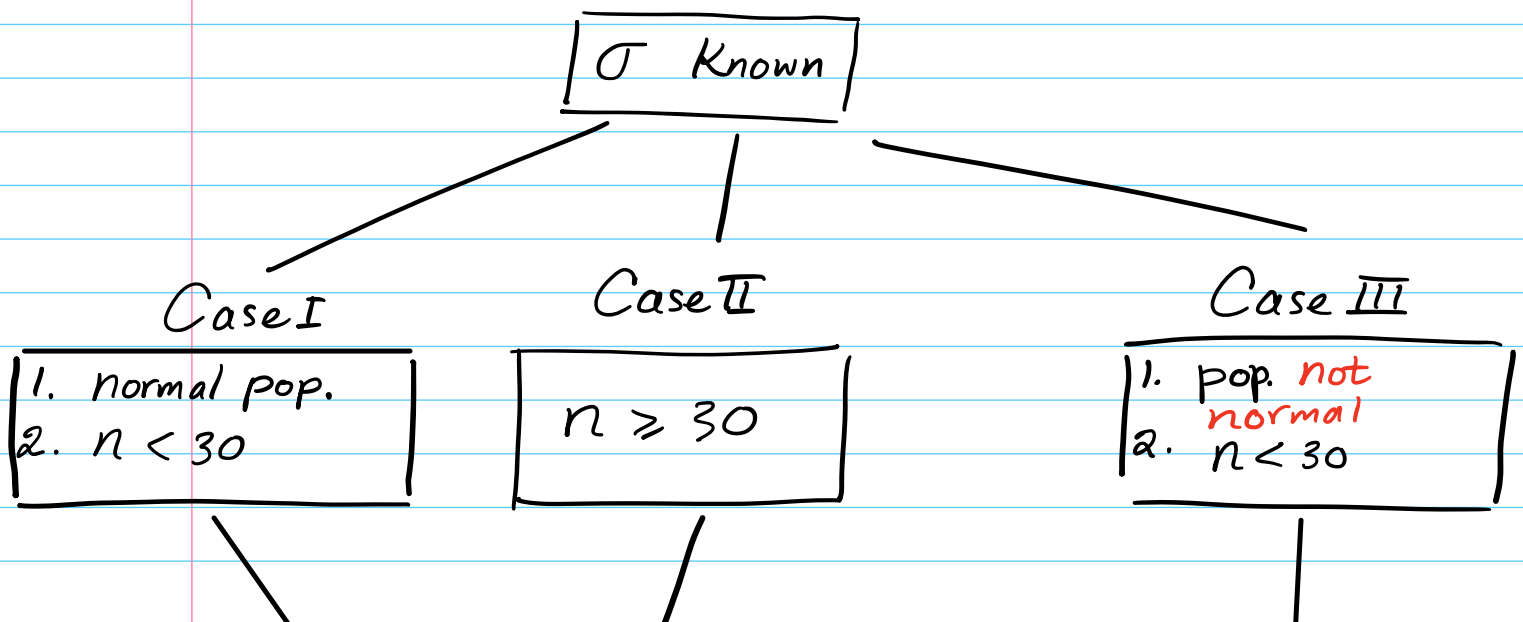 σ Known
Case I
1. normal pop.
2. n < 30
Case II
n ⩾ 30
Case III
1. pop. not
normal
2. n < 30